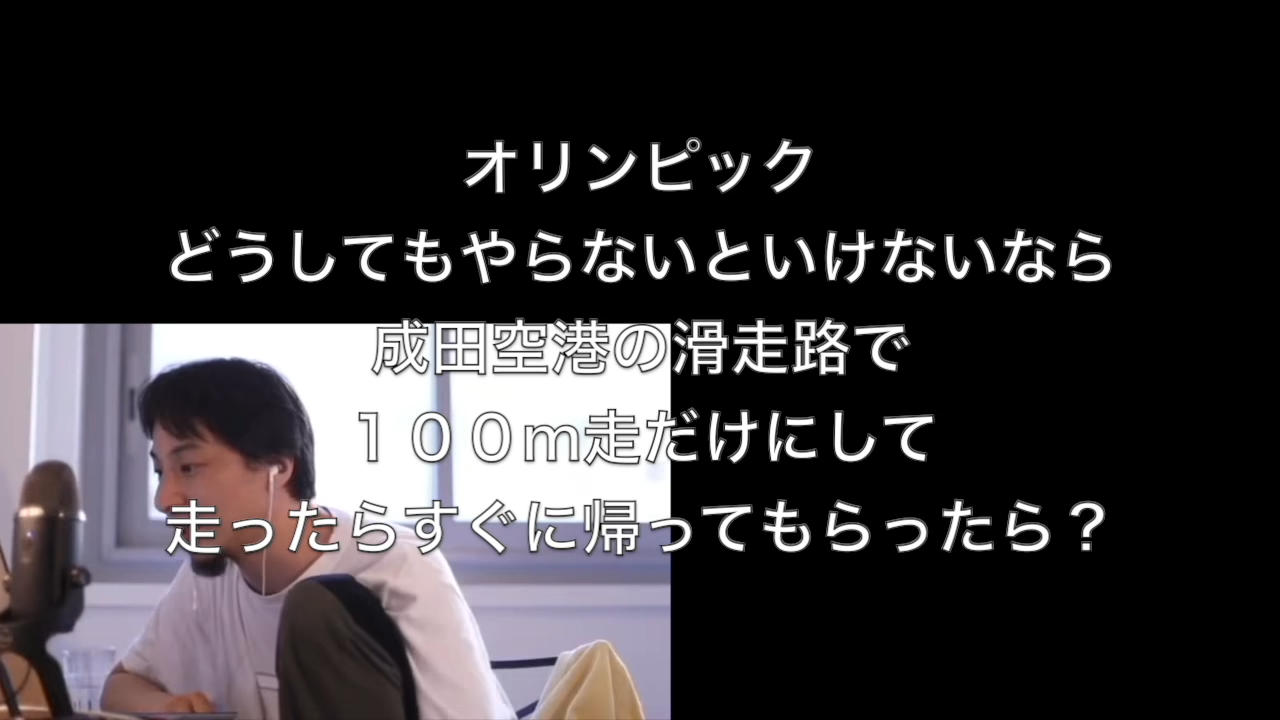 オリンピック
どうしてもやらないといけないなら
成田空港の滑走路で
１００ｍ走だけにして
走ったらすぐに帰ってもらったら？